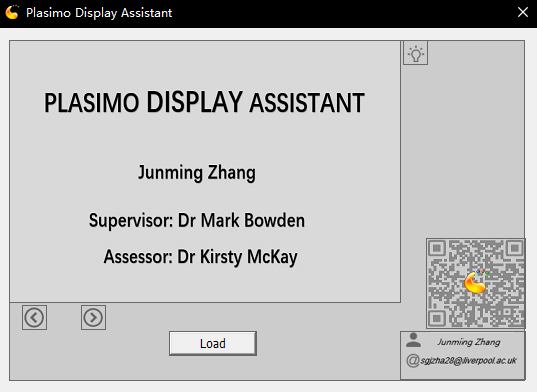 Plasimo Display Assistant
PLASIMO DISPLAY ASSISTANT
Junming Zhang
Supervisor: Dr Mark Bowden
Assessor: Dr Kirsty McKay
Load
Junming Zhang
@sgjzha28@liverpool.ac.uk